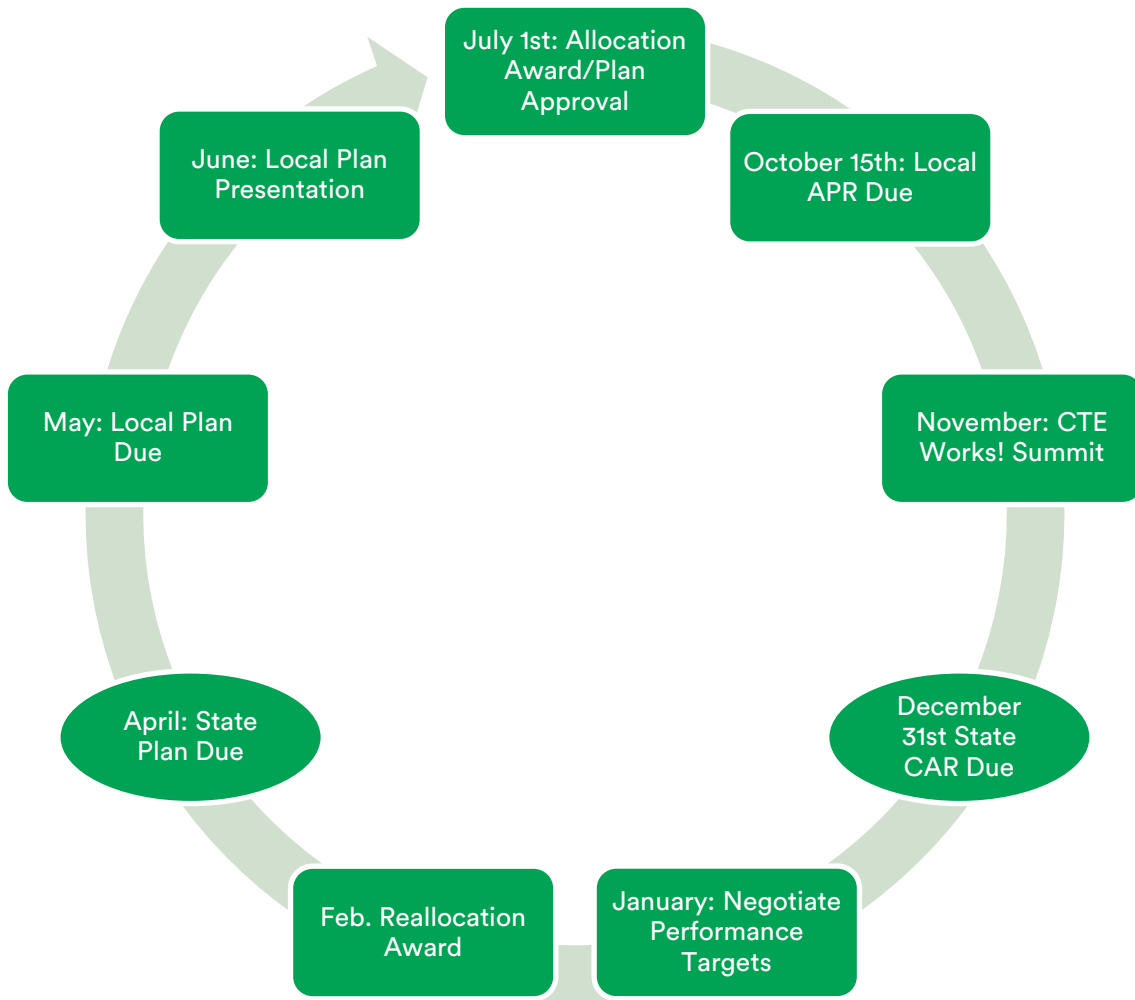 July 1st: Allocation
Award/Plan
Approval
October 15th: Local
APR Due
November: CTE
Works! Summit
December
31st State
CAR Due
January: Negotiate
Performance
Targets
Feb. Reallocation
Award
April: State
Plan Due
May: Local Plan
Due
June: Local Plan
Presentation